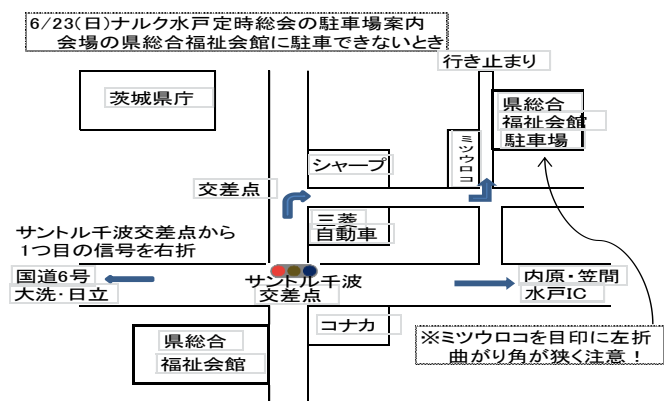 6/23(日)ナルク水戸定時総会の駐車場案内
会場の県総合福祉会館に駐車できないとき
行き止まり
茨城県庁
県総合
福祉会館
駐車場
ミツウロコ
シャープ
交差点
三菱
自動車
サントル千波交差点から
1つ目の信号を右折
国道6号
大洗・日立
サントル千波
交差点
内原・笠間
水戸IC
コナカ
県総合
福祉会館
※ミツウロコを目印に左折
曲がり角が狭く注意！